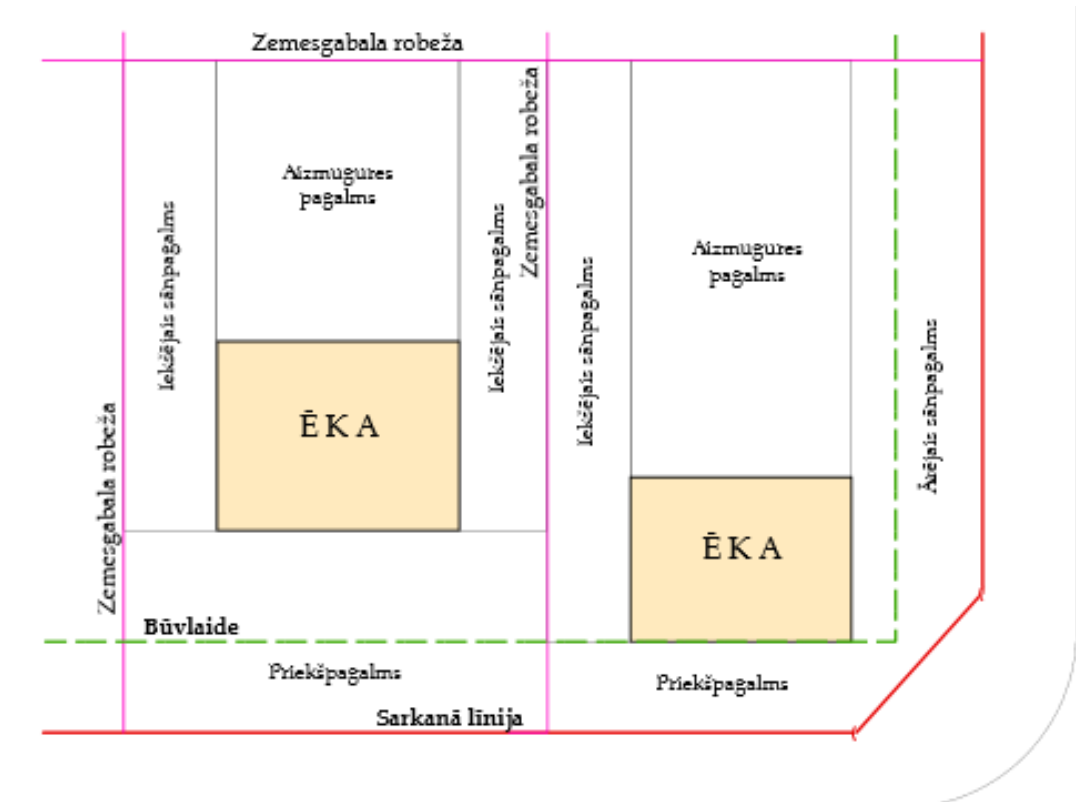 Zemesgabala robeža
Zemesgabala robeža
Aizmugures
pagalms
Iekšējais sānpagalms
Iekšējais sānpagalms
Aizmugures
pagalms
Iekšējais sānpagalms
Ārējais sānpagalms
Zemesgabala robeža
ĒKA
ĒKA
Būvlaide
Priekšpagalms
Priekšpagalms
Sarkanā līnija